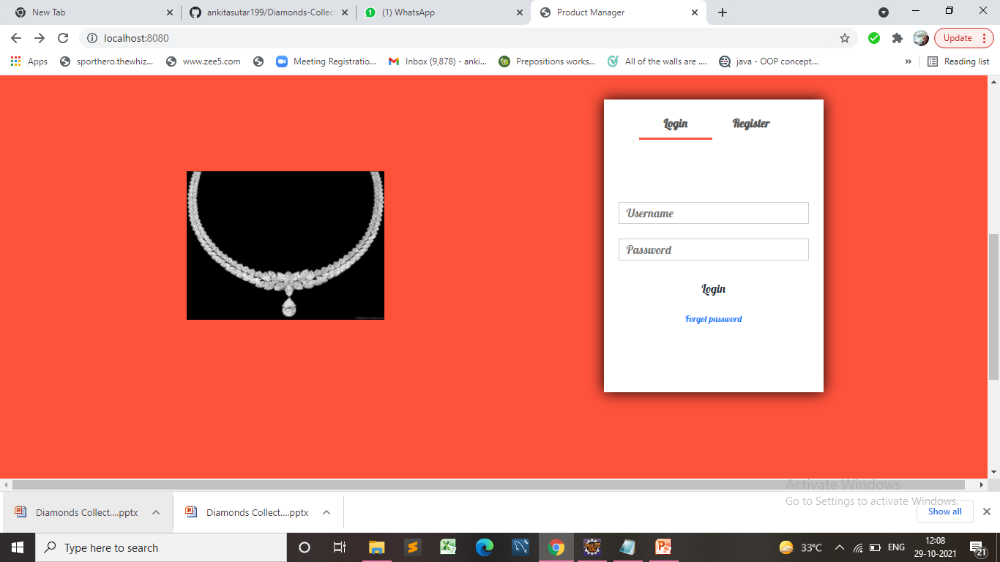 New Tab
ankitasutar199/Diamonds-Collect
(1) WhatsApp
Product Manager
localhost:8080
Update
Apps
sporthero.thewhiz...
www.zee5.com
Meeting Registratio...
Inbox (9,878) - anki...
Prepositions works...
All of the walls are ....
java - OOP concept...
»
Reading list
Login
Register
Username
Password
Login
Forgot password
Activate Windows
Go to Settings to activate Windows.
Diamonds Collect....pptx
Diamonds Collect....pptx
Show all
Type here to search
33°C
ENG
12:08
29-10-2021
21